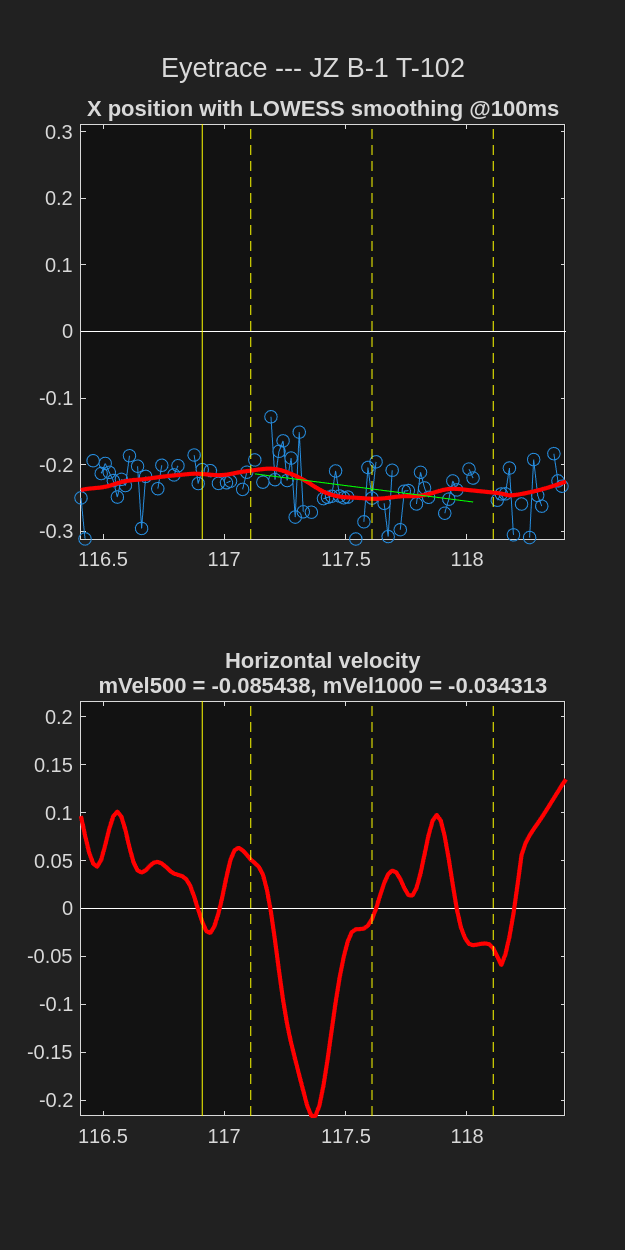 Eyetrace --- JZ B-1 T-102
X position with LOWESS smoothing @100ms
0.3
0.2
0.1
0
-0.1
-0.2
-0.3
116.5 117 117.5 118
Horizontal velocity
mVel500 = -0.085438, mVel1000 = -0.034313
0.2
0.15
0.1
0.05
0
-0.05
-0.1
-0.15
-0.2
116.5 117 117.5 118